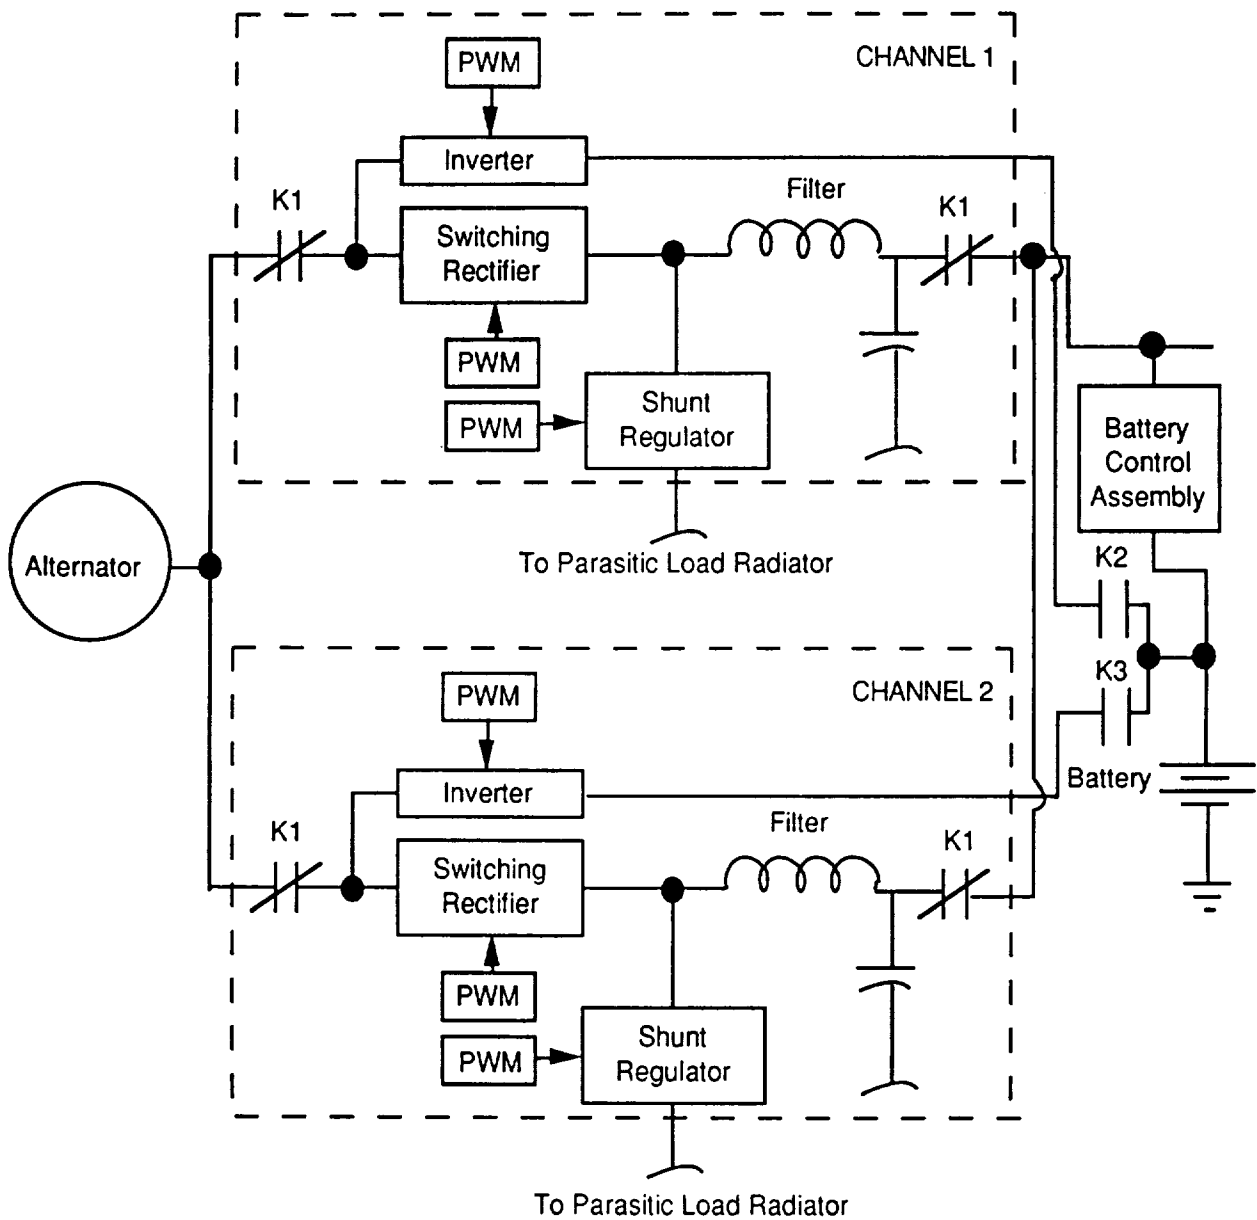 CHANNEL 1
PWM
Inverter
Filter
K1
K1
Switching
Rectifier
PWM
PWM
Shunt
Regulator
Battery
Control
Assembly
Alternator
To Parasitic Load Radiator
K2
K3
CHANNEL 2
PWM
Inverter
Battery
Filter
K1
K1
Switching
Rectifier
PWM
PWM
Shunt
Regulator
To Parasitic Load Radiator